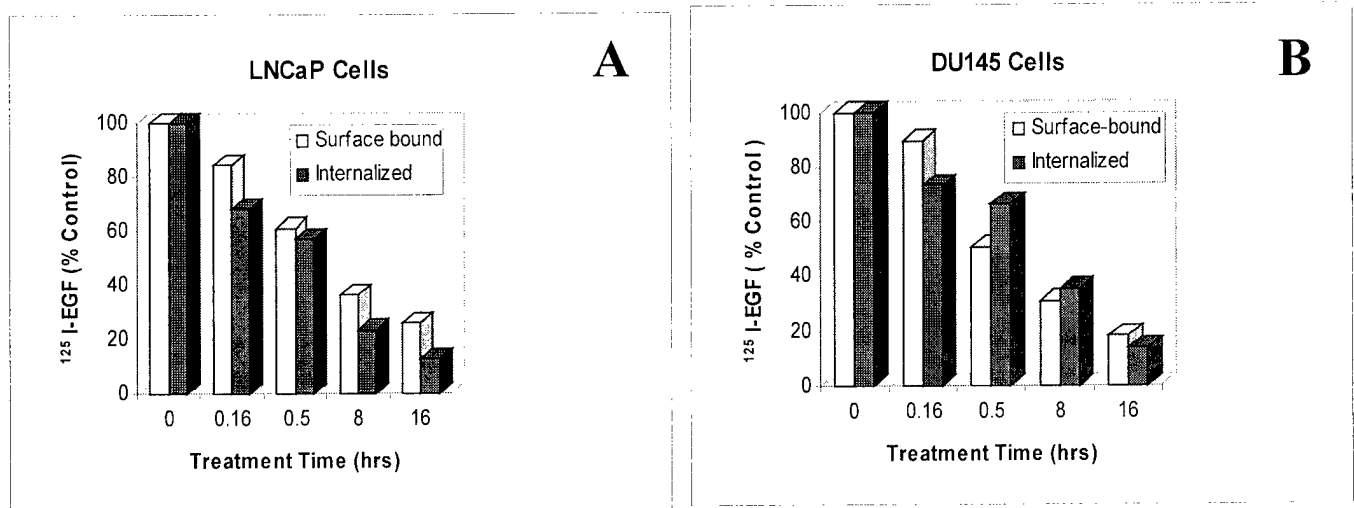 A
LNCaP Cells
Surface bound
Internalized
¹²⁵ I-EGF (% Control)
100
80
60
40
20
0
0 0.16 0.5 8 16
Treatment Time (hrs)
B
DU145 Cells
Surface-bound
Internalized
¹²⁵ I-EGF ( % Control )
100
80
60
40
20
0
0 0.16 0.5 8 16
Treatment Time (hrs)